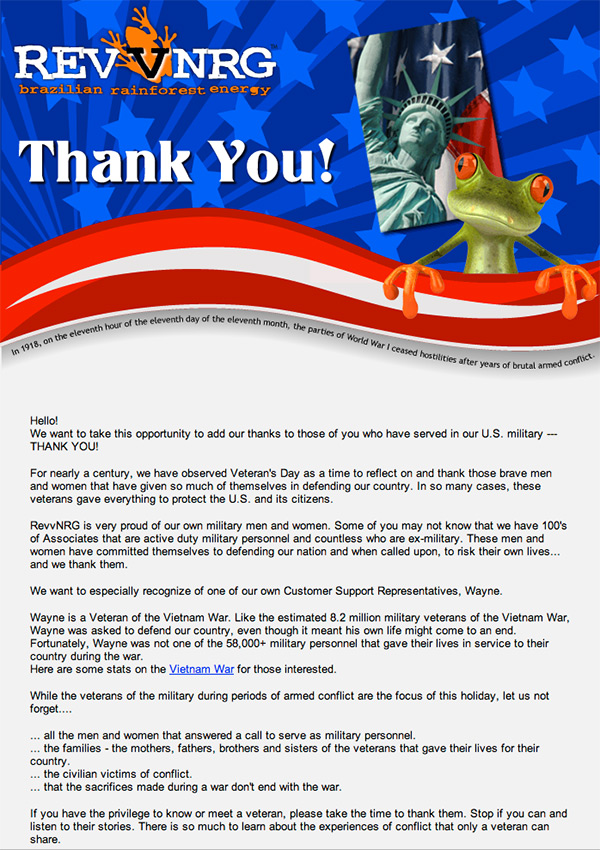 REVVNRG™
brazilian rainforest energy
Thank You!
In 1918, on the eleventh hour of the eleventh day of the eleventh month, the parties of World War I ceased hostilities after years of brutal armed conflict.
Hello!
We want to take this opportunity to add our thanks to those of you who have served in our U.S. military ---
THANK YOU!
For nearly a century, we have observed Veteran's Day as a time to reflect on and thank those brave men
and women that have given so much of themselves in defending our country. In so many cases, these
veterans gave everything to protect the U.S. and its citizens.
RevvNRG is very proud of our own military men and women. Some of you may not know that we have 100's
of Associates that are active duty military personnel and countless who are ex-military. These men and
women have committed themselves to defending our nation and when called upon, to risk their own lives...
and we thank them.
We want to especially recognize of one of our own Customer Support Representatives, Wayne.
Wayne is a Veteran of the Vietnam War. Like the estimated 8.2 million military veterans of the Vietnam War,
Wayne was asked to defend our country, even though it meant his own life might come to an end.
Fortunately, Wayne was not one of the 58,000+ military personnel that gave their lives in service to their
country during the war.
Here are some stats on the Vietnam War for those interested.
While the veterans of the military during periods of armed conflict are the focus of this holiday, let us not
forget....
... all the men and women that answered a call to serve as military personnel.
... the families - the mothers, fathers, brothers and sisters of the veterans that gave their lives for their
country.
... the civilian victims of conflict.
... that the sacrifices made during a war don't end with the war.
If you have the privilege to know or meet a veteran, please take the time to thank them. Stop if you can and
listen to their stories. There is so much to learn about the experiences of conflict that only a veteran can
share.